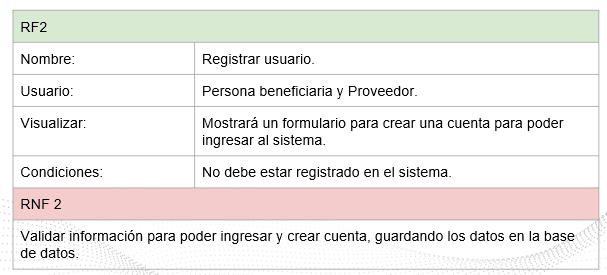 RF2
Nombre: Registrar usuario.
Usuario: Persona beneficiaria y Proveedor.
Visualizar: Mostrará un formulario para crear una cuenta para poder
ingresar al sistema.
Condiciones: No debe estar registrado en el sistema.
RNF 2
Validar información para poder ingresar y crear cuenta, guardando los datos en la base
de datos.